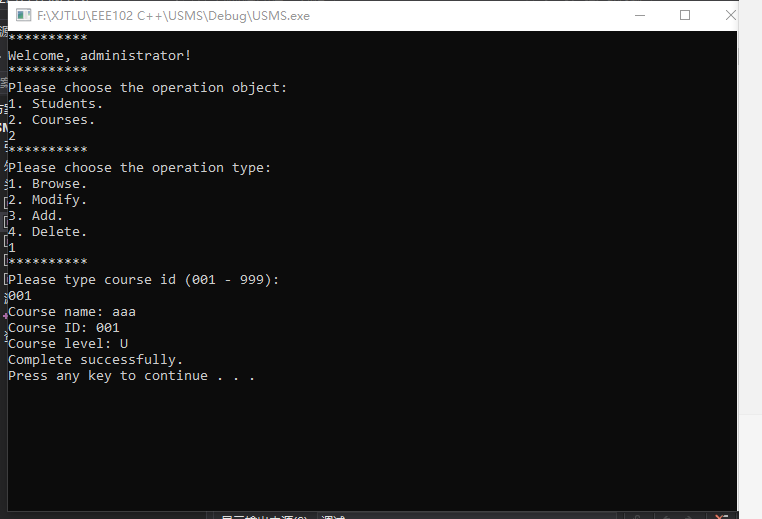 F:\XJTLU\EEE102 C++\USMS\Debug\USMS.exe
**********
Welcome, administrator!
**********
Please choose the operation object:
1. Students.
2. Courses.
2
**********
Please choose the operation type:
1. Browse.
2. Modify.
3. Add.
4. Delete.
1
**********
Please type course id (001 - 999):
001
Course name: aaa
Course ID: 001
Course level: U
Complete successfully.
Press any key to continue . . .